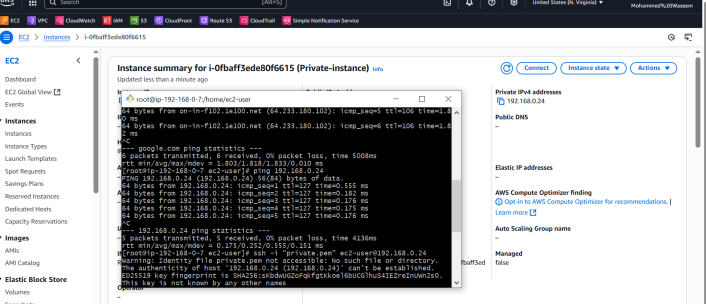 Search
[Alt+S]
United States (N. Virginia)
Mohammed%20Waseem
EC2
VPC
CloudWatch
IAM
S3
CloudFront
Route 53
CloudTrail
Simple Notification Service
EC2 > Instances > i-0fbaff3ede80f6615
EC2
Dashboard
EC2 Global View
Events
Instances
Instances
Instance Types
Launch Templates
Spot Requests
Savings Plans
Reserved Instances
Dedicated Hosts
Capacity Reservations
Images
AMIs
AMI Catalog
Elastic Block Store
Volumes
Instance summary for i-0fbaff3ede80f6615 (Private-instance) Info
Updated less than a minute ago
Connect
Instance state
Actions
root@ip-192-168-0-7:/home/ec2-user
64 bytes from on-in-f102.1e100.net (64.233.180.102): icmp_seq=5 ttl=106 time=1.8
0 ms
64 bytes from on-in-f102.1e100.net (64.233.180.102): icmp_seq=6 ttl=106 time=1.8
2 ms
^C
--- google.com ping statistics ---
6 packets transmitted, 6 received, 0% packet loss, time 5008ms
rtt min/avg/max/mdev = 1.803/1.818/1.833/0.010 ms
[root@ip-192-168-0-7 ec2-user]# ping 192.168.0.24
PING 192.168.0.24 (192.168.0.24) 56(84) bytes of data.
64 bytes from 192.168.0.24: icmp_seq=1 ttl=127 time=0.555 ms
64 bytes from 192.168.0.24: icmp_seq=2 ttl=127 time=0.182 ms
64 bytes from 192.168.0.24: icmp_seq=3 ttl=127 time=0.176 ms
64 bytes from 192.168.0.24: icmp_seq=4 ttl=127 time=0.175 ms
64 bytes from 192.168.0.24: icmp_seq=5 ttl=127 time=0.176 ms
^C
--- 192.168.0.24 ping statistics ---
5 packets transmitted, 5 received, 0% packet loss, time 4136ms
rtt min/avg/max/mdev = 0.175/0.252/0.555/0.151 ms
[root@ip-192-168-0-7 ec2-user]# ssh -i "private.pem" ec2-user@192.168.0.24
Warning: Identity file private.pem not accessible: No such file or directory.
The authenticity of host '192.168.0.24 (192.168.0.24)' can't be established.
ED25519 key fingerprint is
This key is not known by any other names
Private IPv4 addresses
192.168.0.24
Public DNS
–
Elastic IP addresses
–
AWS Compute Optimizer finding
Opt-in to AWS Compute Optimizer for recommendations. |
Learn more
Auto Scaling Group name
–
Managed
false